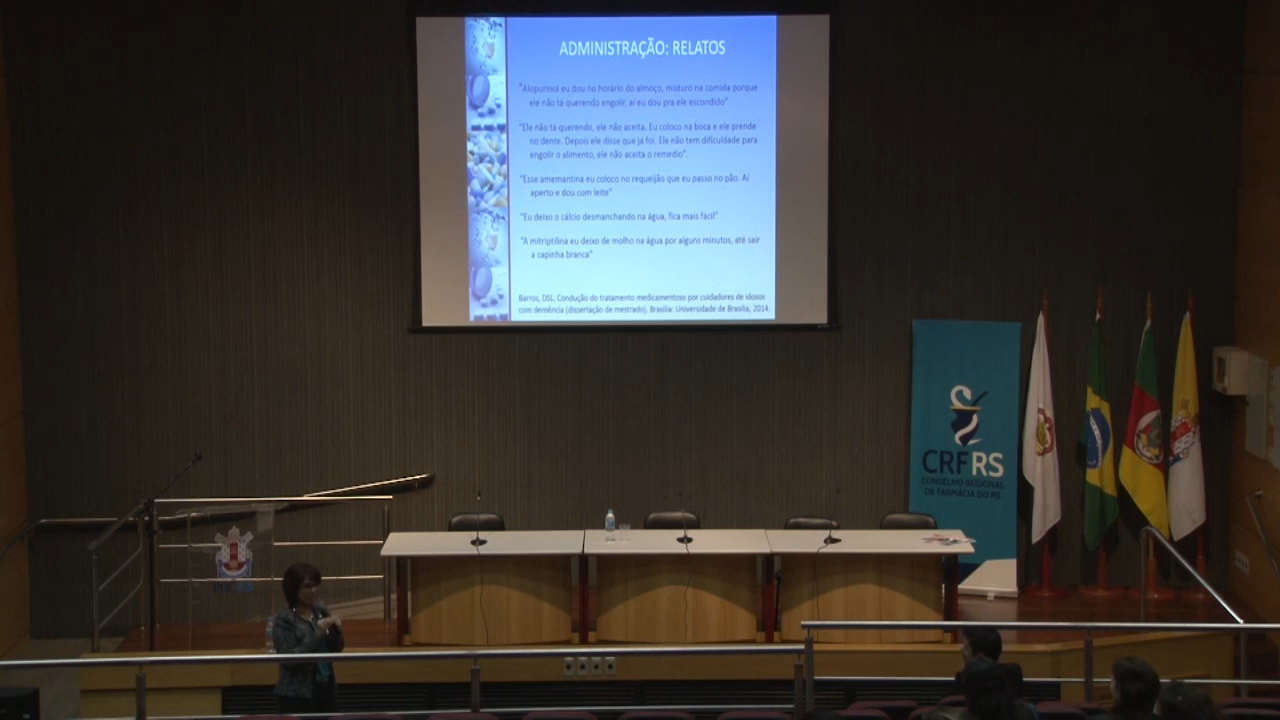 ADMINISTRAÇÃO: RELATOS
"Alopurinol eu dou no horário do almoço, misturo na comida porque
ele não tá querendo engolir, aí eu dou pra ele escondido"
"Ele não tá querendo, ele não aceita. Eu coloco na boca e ele prende
no dente. Depois ele disse que já foi. Ele não tem dificuldade para
engolir o alimento, ele não aceita o remedio".
"Esse amemantina eu coloco no requeijão que eu passo no pão. Aí
aperto e dou com leite"
"Eu deixo o cálcio desmanchando na água, fica mais fácil"
"A mitriptilina eu deixo de molho na água por alguns minutos, até sair
a capinha branca"
Barros, DSL. Condução do tratamento medicamentoso por cuidadores de idosos
com demência (dissertação de mestrado). Brasília: Universidade de Brasília, 2014.
CRFRS
CONSELHO REGIONAL
DE FARMÁCIA DO RS